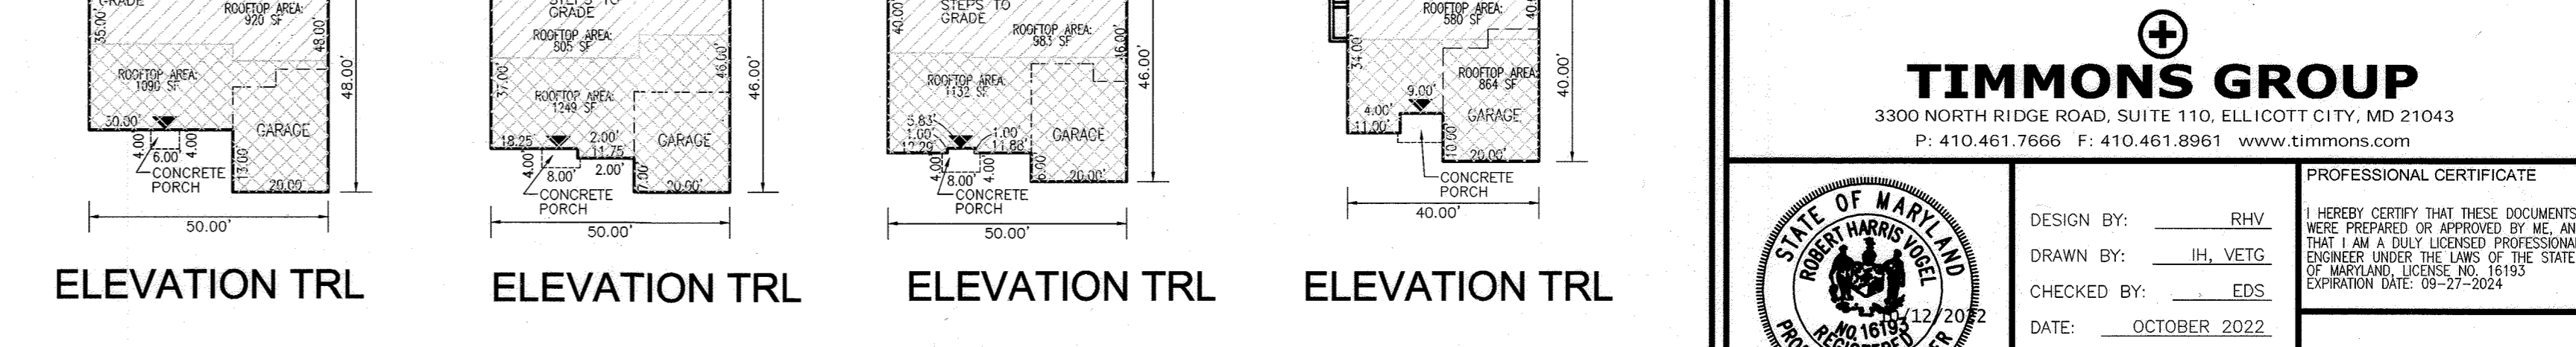 GRADE
ROOFTOP AREA:
920 SF
35.00'
48.00'
48.00'
ROOFTOP AREA:
1090 SF
30.00'
4.00'
6.00'
4.00'
GARAGE
13.00'
20.00'
CONCRETE
PORCH
50.00'
ELEVATION TRL
STEPS TO
GRADE
ROOFTOP AREA:
805 SF
37.00'
46.00'
46.00'
ROOFTOP AREA:
1249 SF
18.25'
2.00'
11.75'
4.00'
8.00'
2.00'
GARAGE
7.00'
20.00'
CONCRETE
PORCH
50.00'
ELEVATION TRL
STEPS TO
GRADE
40.00'
ROOFTOP AREA:
983 SF
46.00'
46.00'
ROOFTOP AREA:
1132 SF
5.83'
1.00'
12.29'
1.00'
11.88'
4.00'
8.00'
4.00'
GARAGE
6.00'
20.00'
CONCRETE
PORCH
50.00'
ELEVATION TRL
ROOFTOP AREA:
580 SF
34.00'
40.00'
ROOFTOP AREA:
864 SF
9.00'
4.00'
11.00'
GARAGE
10.00'
20.00'
CONCRETE
PORCH
40.00'
ELEVATION TRL
TIMMONS GROUP
3300 NORTH RIDGE ROAD, SUITE 110, ELLICOTT CITY, MD 21043
P: 410.461.7666 F: 410.461.8961 www.timmons.com
STATE OF MARYLAND
ROBERT HARRIS VOGEL
NO. 16193
REGISTERED
/12/2022
DESIGN BY: RHV
DRAWN BY: IH, VETG
CHECKED BY: EDS
DATE: OCTOBER 2022
PROFESSIONAL CERTIFICATE
I HEREBY CERTIFY THAT THESE DOCUMENTS
WERE PREPARED OR APPROVED BY ME, AN
THAT I AM A DULY LICENSED PROFESSIONA
ENGINEER UNDER THE LAWS OF THE STATE
OF MARYLAND, LICENSE NO. 16193
EXPIRATION DATE: 09-27-2024